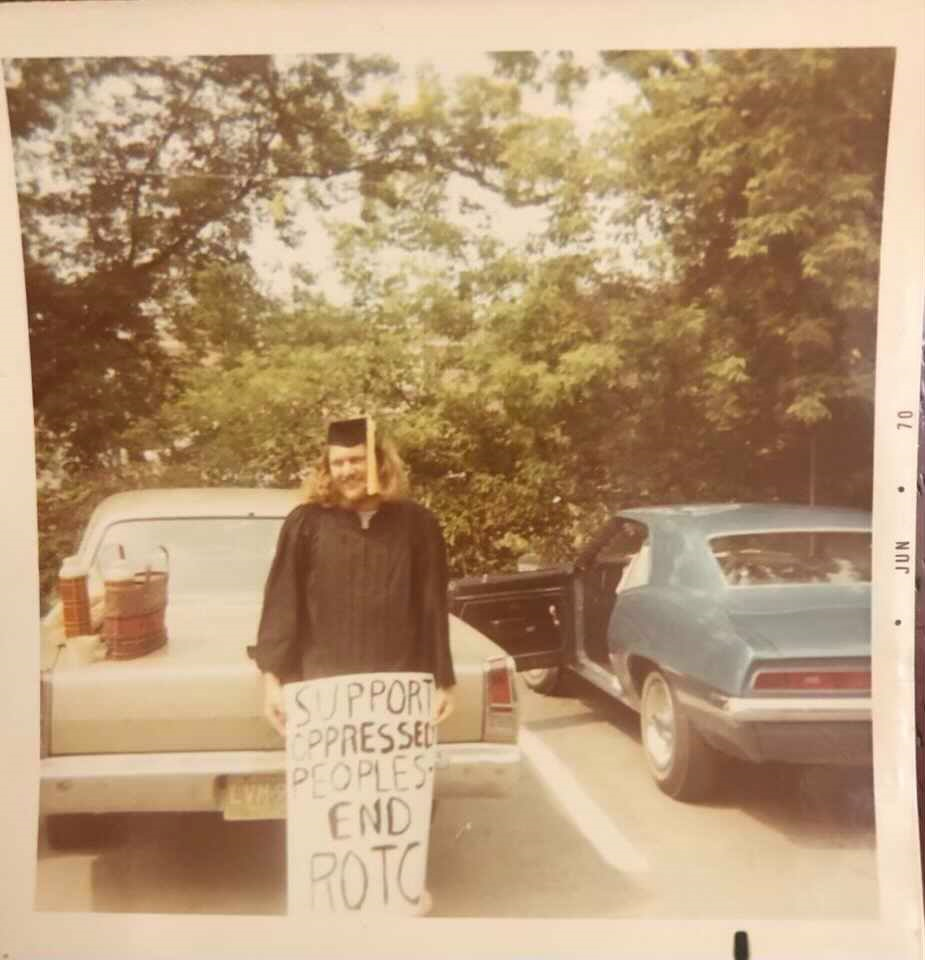 SUPPORT
OPPRESSED
PEOPLES-
END
ROTC
JUN • 70